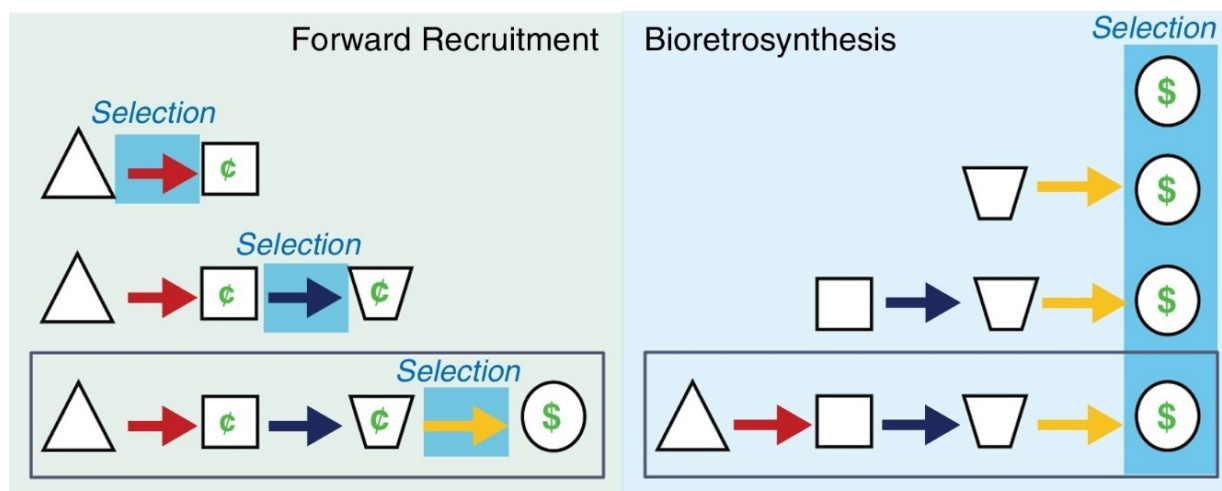 Forward Recruitment
Selection
¢
Selection
¢ ¢
Selection
¢ ¢ $
Bioretrosynthesis
Selection
$
$
$
$